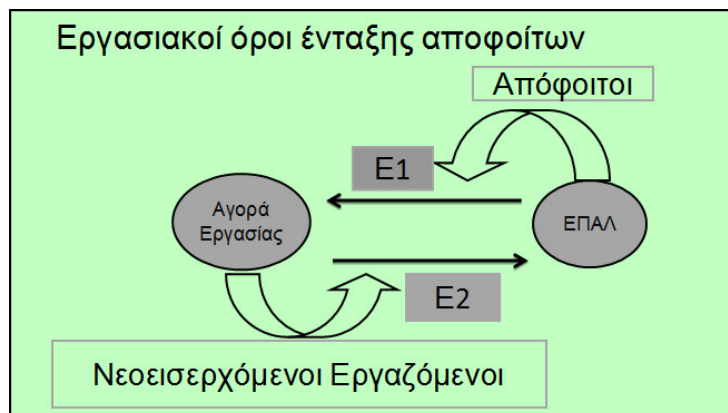 Εργασιακοί όροι ένταξης αποφοίτων
Απόφοιτοι
Ε1
Αγορά
Εργασίας
ΕΠΑΛ
Ε2
Νεοεισερχόμενοι Εργαζόμενοι